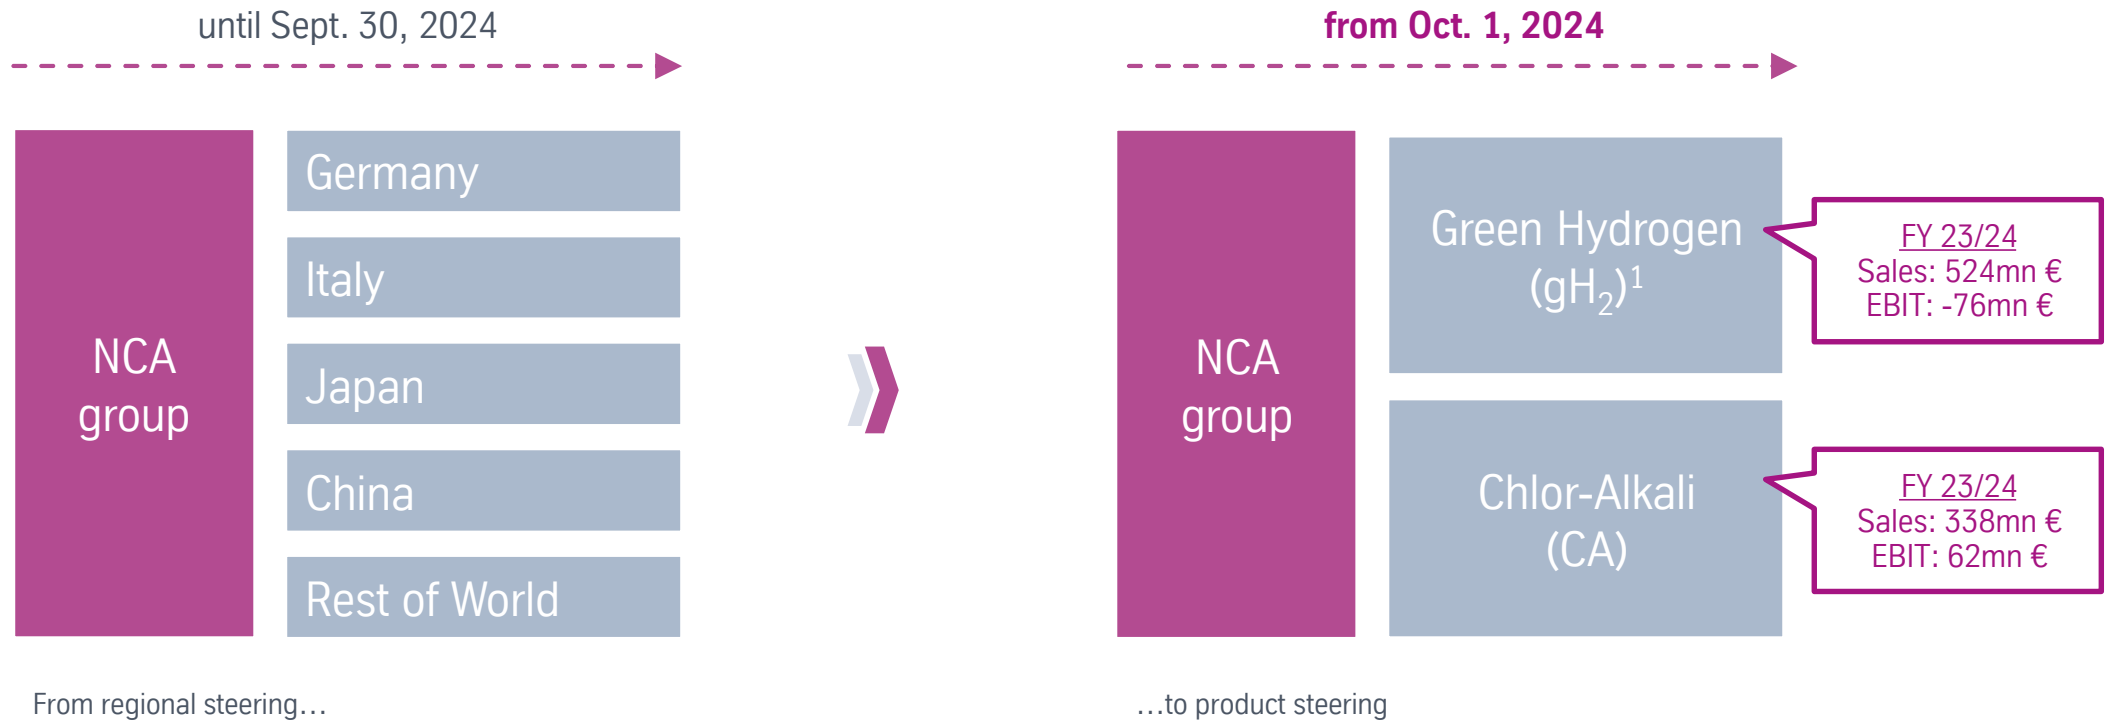 until Sept. 30, 2024
NCA
group
Germany
Italy
Japan
China
Rest of World
From regional steering…
from Oct. 1, 2024
NCA
group
Green Hydrogen
(gH₂)¹
FY 23/24
Sales: 524mn €
EBIT: -76mn €
Chlor-Alkali
(CA)
FY 23/24
Sales: 338mn €
EBIT: 62mn €
…to product steering